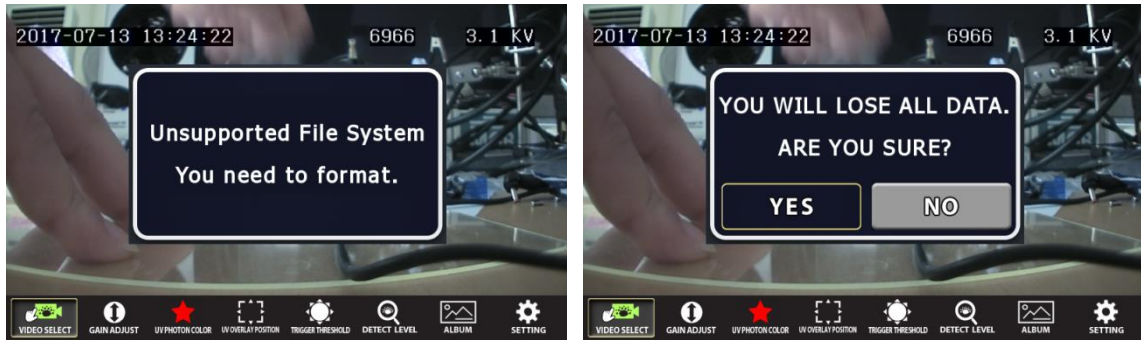 2017-07-13 13:24:22 6966 3.1 KV
Unsupported File System
You need to format.
VIDEO SELECT GAIN ADJUST UV PHOTON COLOR UV OVERLAY POSITION TRIGGER THRESHOLD DETECT LEVEL ALBUM SETTING
2017-07-13 13:24:22 6966 3.1 KV
YOU WILL LOSE ALL DATA.
ARE YOU SURE?
YES NO
VIDEO SELECT GAIN ADJUST UV PHOTON COLOR UV OVERLAY POSITION TRIGGER THRESHOLD DETECT LEVEL ALBUM SETTING